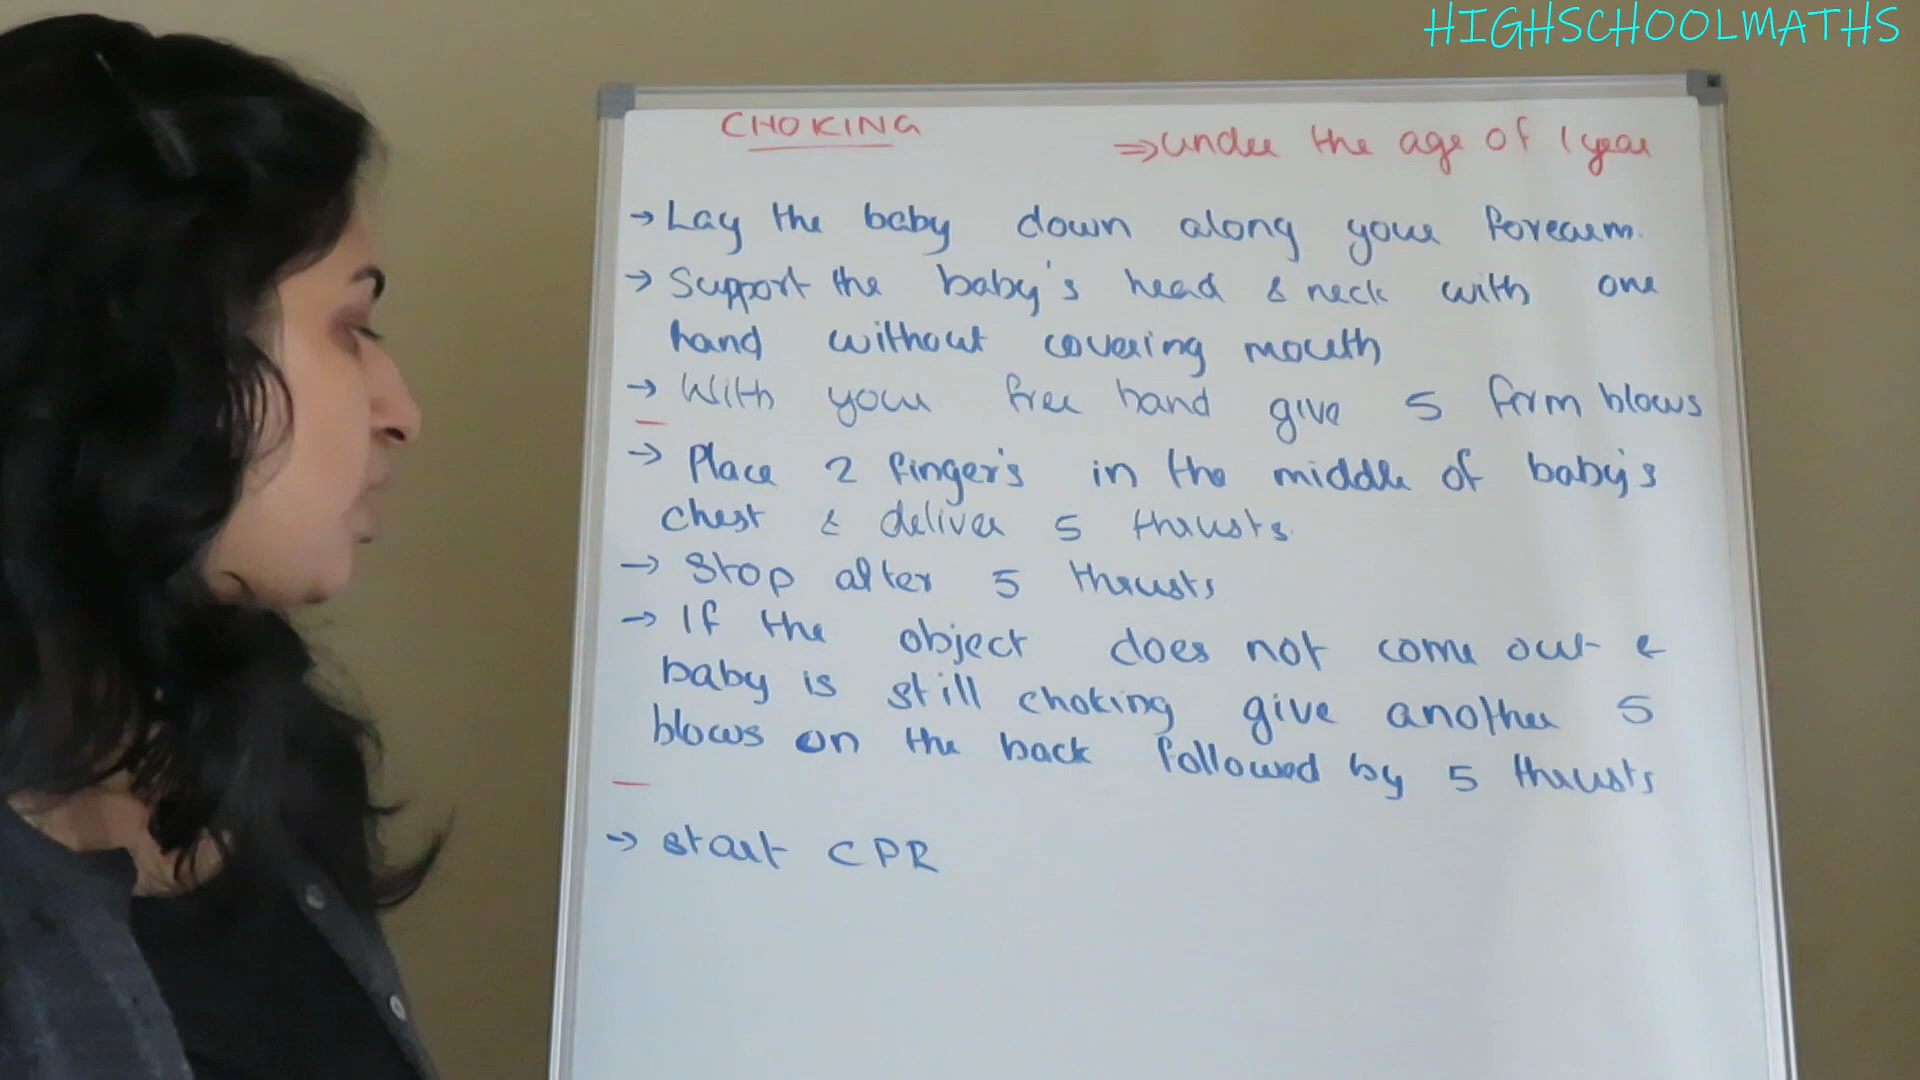 HIGHSCHOOLMATHS
CHOKING
⇒ under the age of 1 year
→ Lay the baby down along your forearm.
→ Support the baby's head & neck with one
hand without covering mouth
→ With your free hand give 5 firm blows
→ Place 2 finger's in the middle of baby's
chest & deliver 5 thrusts.
→ Stop after 5 thrusts
→ If the object does not come out &
baby is still choking give another 5
blows on the back followed by 5 thrusts
→ start CPR